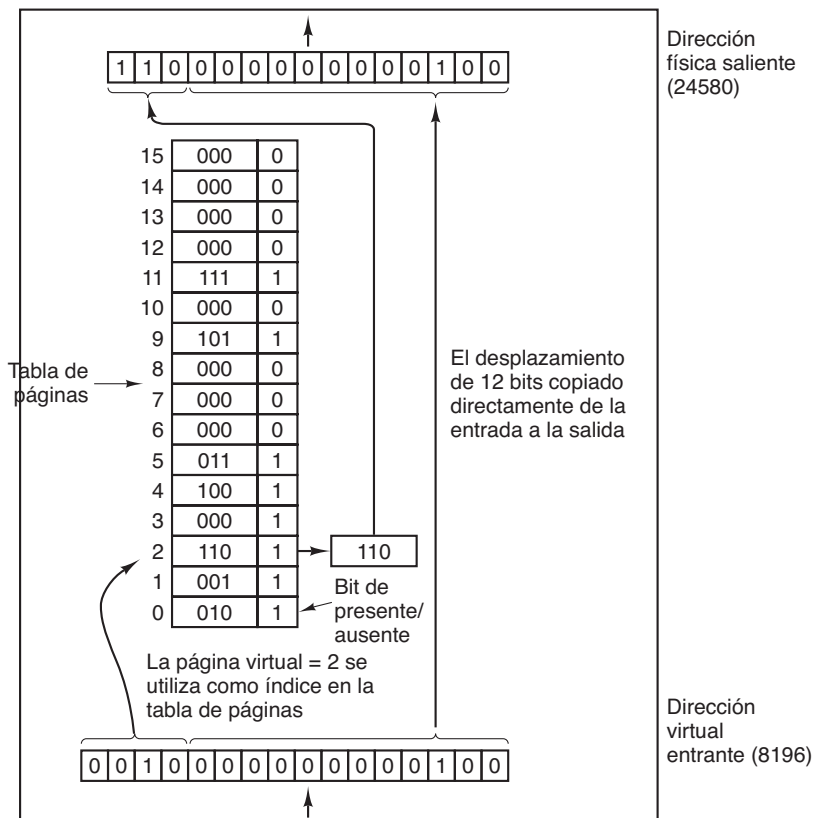 Dirección
física saliente
(24580)
1 1 0 0 0 0 0 0 0 0 0 0 1 0 0
15 000 0
14 000 0
13 000 0
12 000 0
11 111 1
10 000 0
9 101 1
8 000 0
7 000 0
6 000 0
5 011 1
4 100 1
3 000 1
2 110 1
1 001 1
0 010 1
Tabla de
páginas
110
Bit de
presente/
ausente
El desplazamiento
de 12 bits copiado
directamente de la
entrada a la salida
La página virtual = 2 se
utiliza como índice en la
tabla de páginas
0 0 1 0 0 0 0 0 0 0 0 0 0 1 0 0
Dirección
virtual
entrante (8196)